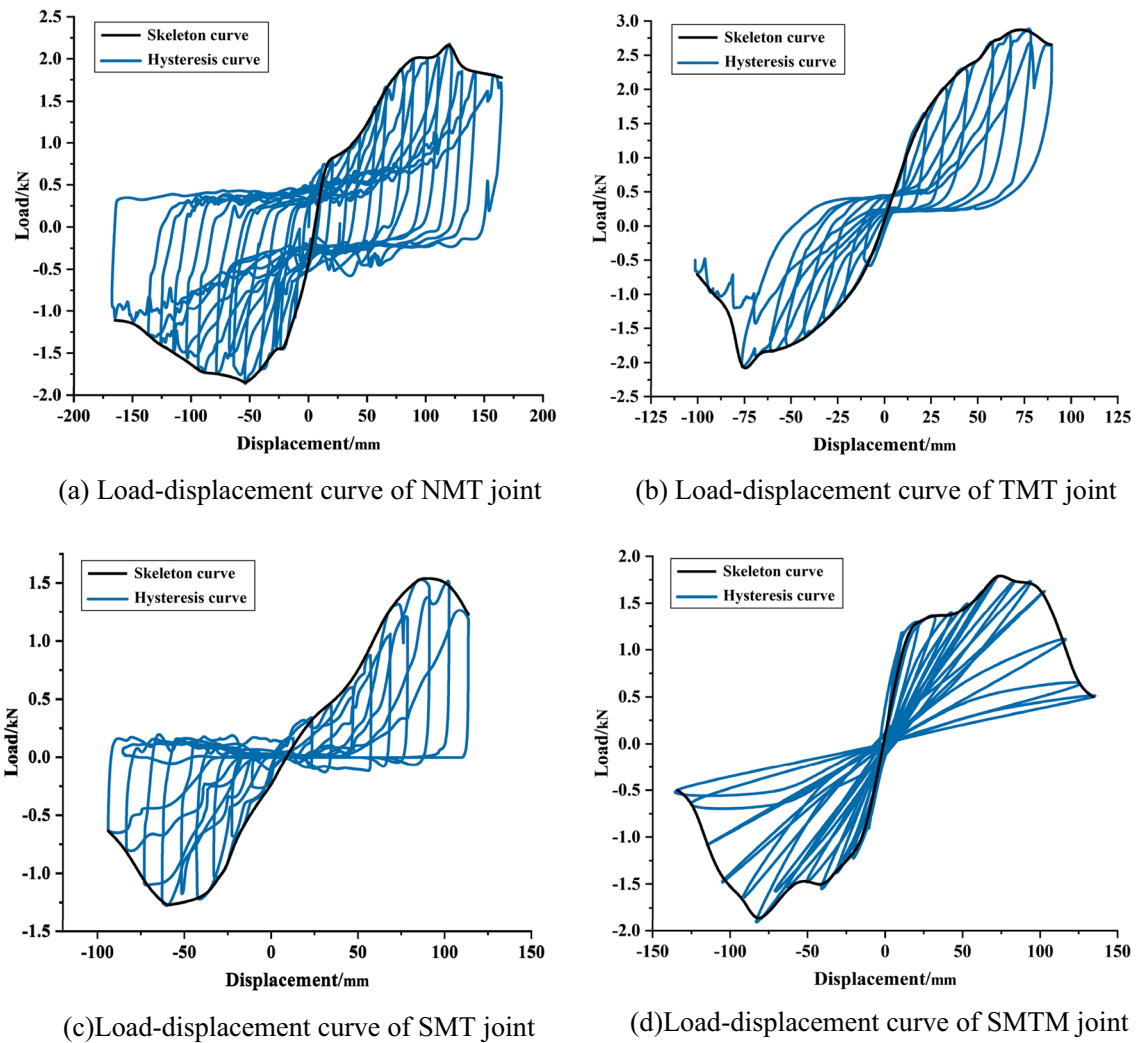 Skeleton curve
Hysteresis curve
2.5
2.0
1.5
1.0
0.5
0.0
-0.5
-1.0
-1.5
-2.0
Load/kN
-200 -150 -100 -50 0 50 100 150 200
Displacement/mm
(a) Load-displacement curve of NMT joint
Skeleton curve
Hysteresis curve
3.0
2.5
2.0
1.5
1.0
0.5
0.0
-0.5
-1.0
-1.5
-2.0
-2.5
Load/kN
-125 -100 -75 -50 -25 0 25 50 75 100 125
Displacement/mm
(b) Load-displacement curve of TMT joint
Skeleton curve
Hysteresis curve
1.5
1.0
0.5
0.0
-0.5
-1.0
-1.5
Load/kN
-100 -50 0 50 100 150
Displacement/mm
(c)Load-displacement curve of SMT joint
Skeleton curve
Hysteresis curve
2.0
1.5
1.0
0.5
0.0
-0.5
-1.0
-1.5
-2.0
Load/kN
-150 -100 -50 0 50 100 150
Displacement/mm
(d)Load-displacement curve of SMTM joint